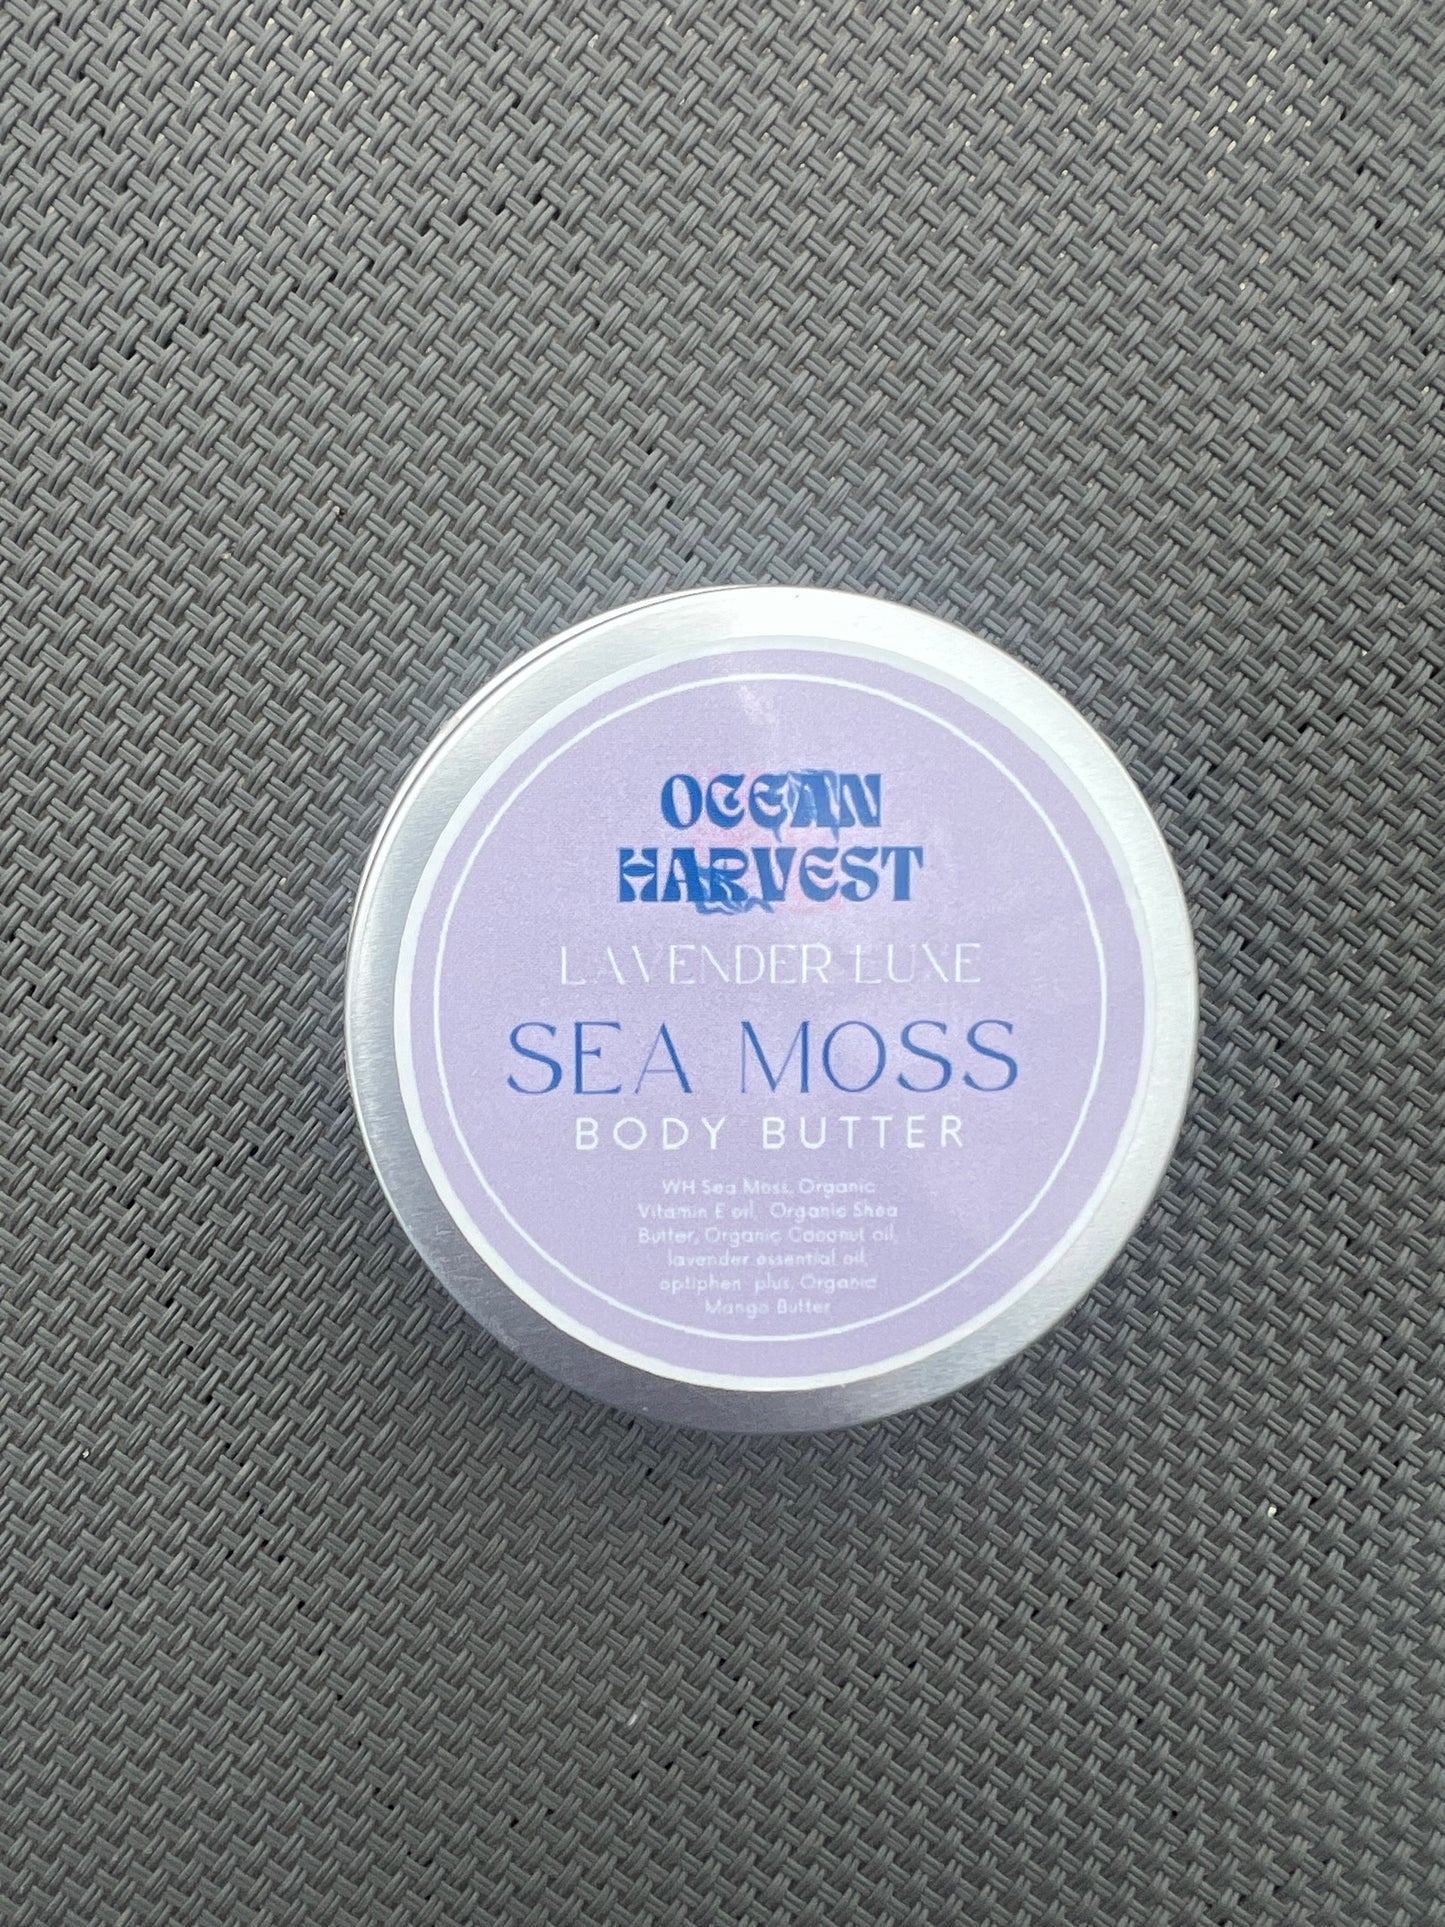 OCEAN
HARVEST
LAVENDER LUXE
SEA MOSS
BODY BUTTER
WH Sea Moss, Organic
Vitamin E oil, Organic Shea
Butter, Organic Coconut oil,
lavender essential oil,
optiphen plus, Organic
Mango Butter